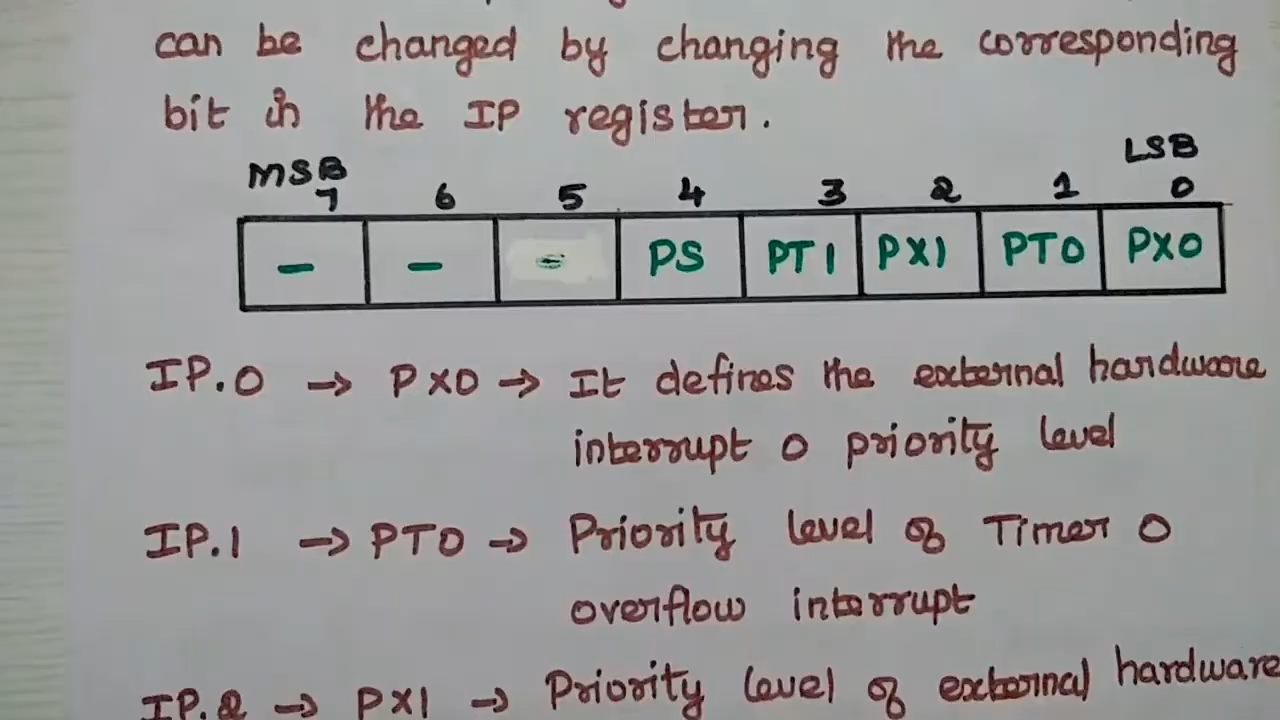 can be changed by changing the corresponding
bit in the IP register.
MSB LSB
7 6 5 4 3 2 1 0
- - - PS PT1 PX1 PT0 PX0
IP.0 → PX0 → It defines the external hardware
interrupt 0 priority level
IP.1 → PT0 → Priority level of Timer 0
overflow interrupt
IP.2 → PX1 → Priority level of external hardware